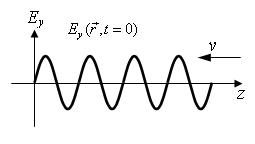 E_y
E_y(r⃗, t = 0)
v
z